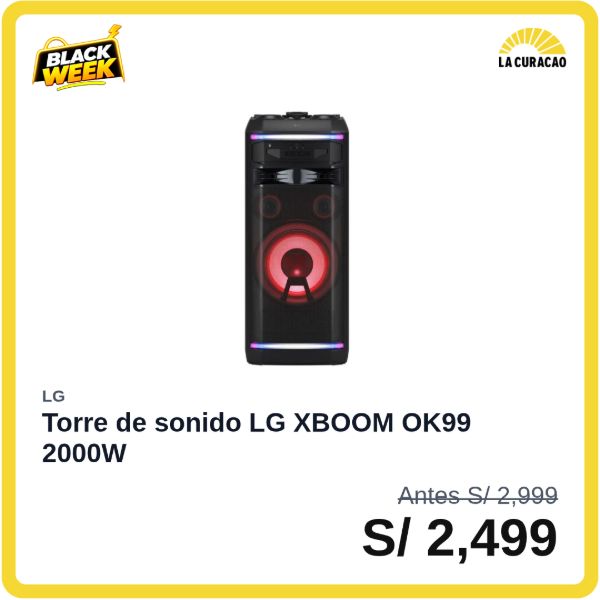 BLACK
WEEK
LA CURACAO
LG
Torre de sonido LG XBOOM OK99
2000W
Antes S/ 2,999
S/ 2,499